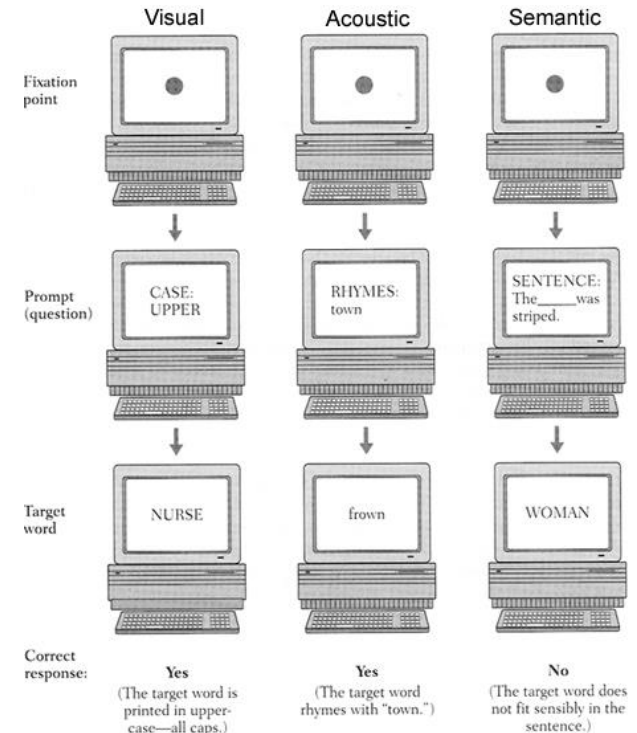 Visual Acoustic Semantic
Fixation
point
Prompt
(question)
CASE:
UPPER
RHYMES:
town
SENTENCE:
The_____was
striped.
Target
word
NURSE
frown
WOMAN
Correct
response:
Yes
(The target word is
printed in upper-
case—all caps.)
Yes
(The target word
rhymes with “town.”)
No
(The target word does
not fit sensibly in the
sentence.)